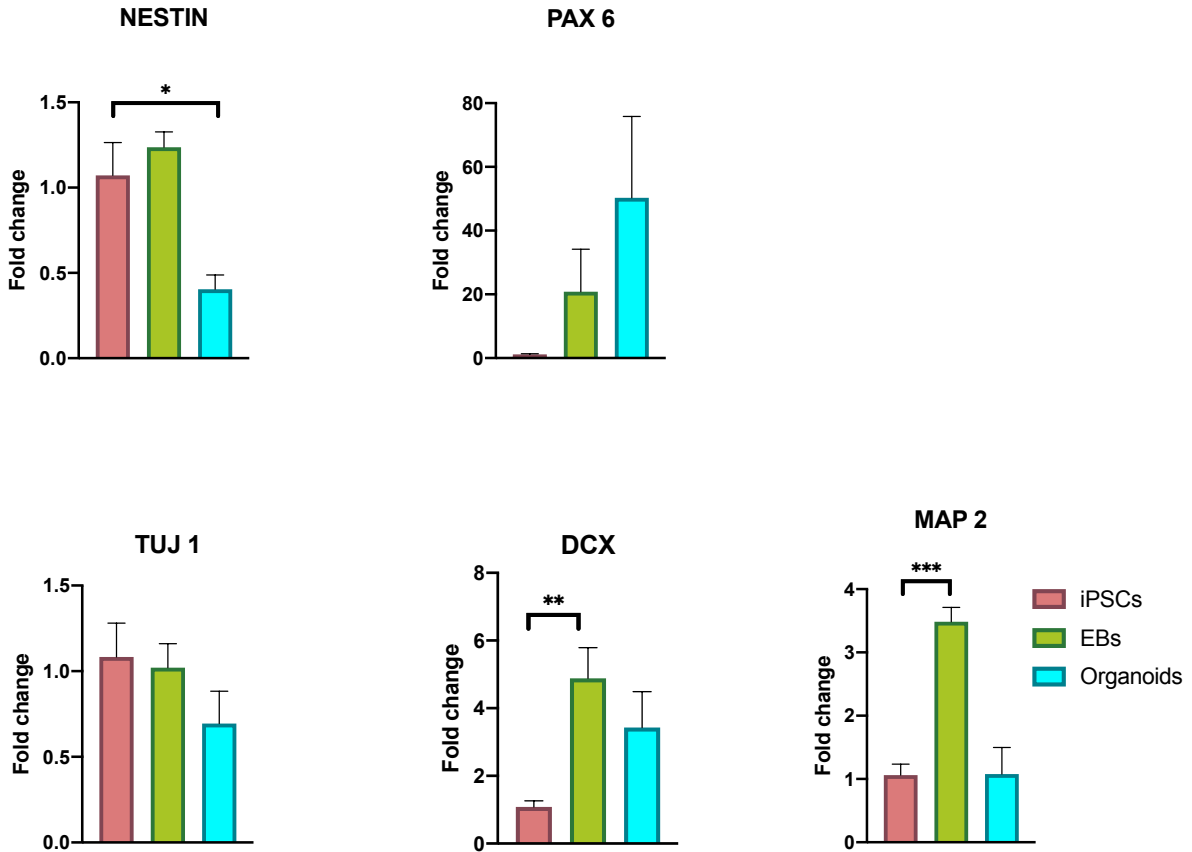 NESTIN
*
1.5
1.0
0.5
0.0
Fold change
PAX 6
80
60
40
20
0
Fold change
TUJ 1
1.5
1.0
0.5
0.0
Fold change
DCX
**
8
6
4
2
0
Fold change
MAP 2
***
4
3
2
1
0
Fold change
iPSCs
EBs
Organoids